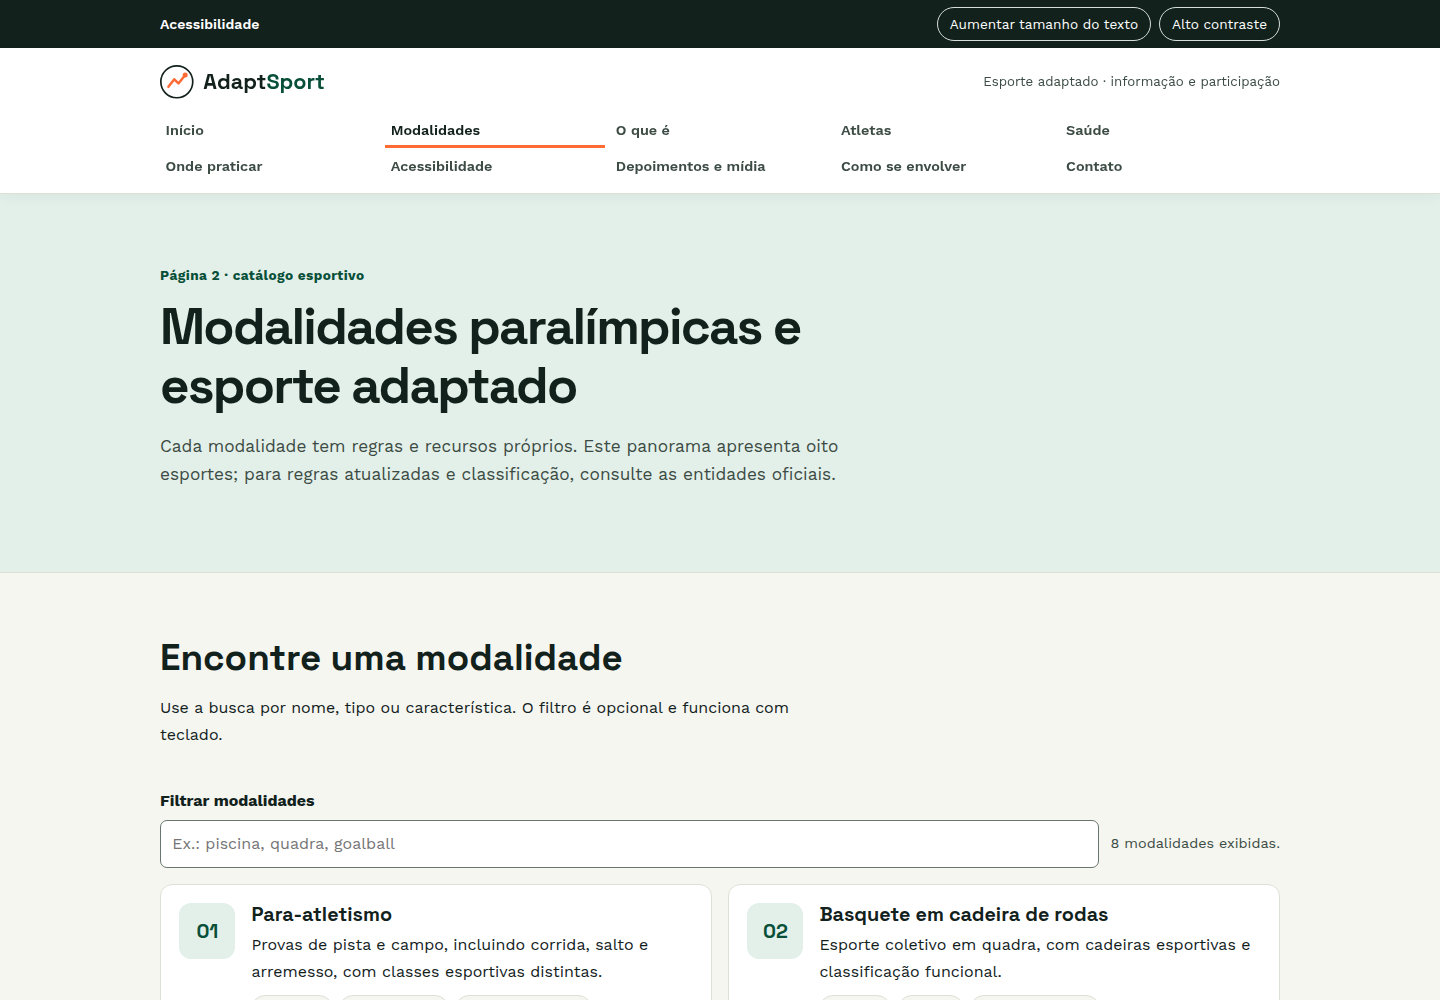 Acessibilidade
Aumentar tamanho do texto
Alto contraste
AdaptSport
Esporte adaptado · informação e participação
Início
Modalidades
O que é
Atletas
Saúde
Onde praticar
Acessibilidade
Depoimentos e mídia
Como se envolver
Contato
Página 2 · catálogo esportivo
Modalidades paralímpicas e
esporte adaptado
Cada modalidade tem regras e recursos próprios. Este panorama apresenta oito
esportes; para regras atualizadas e classificação, consulte as entidades oficiais.
Encontre uma modalidade
Use a busca por nome, tipo ou característica. O filtro é opcional e funciona com
teclado.
Filtrar modalidades
Ex.: piscina, quadra, goalball
8 modalidades exibidas.
01
Para-atletismo
Provas de pista e campo, incluindo corrida, salto e
arremesso, com classes esportivas distintas.
02
Basquete em cadeira de rodas
Esporte coletivo em quadra, com cadeiras esportivas e
classificação funcional.